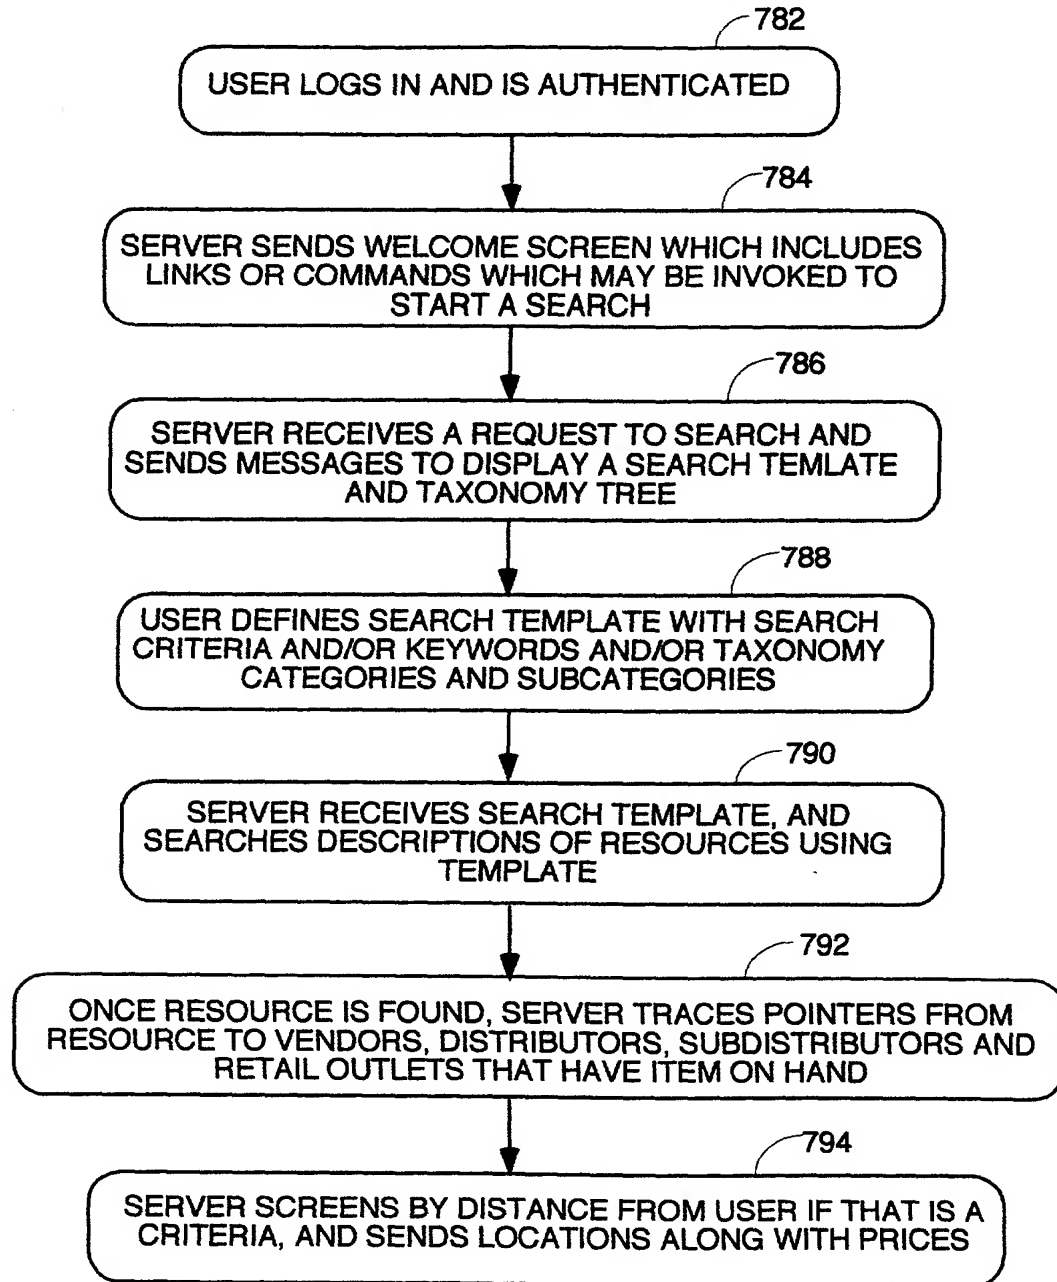 782
USER LOGS IN AND IS AUTHENTICATED
784
SERVER SENDS WELCOME SCREEN WHICH INCLUDES
LINKS OR COMMANDS WHICH MAY BE INVOKED TO
START A SEARCH
786
SERVER RECEIVES A REQUEST TO SEARCH AND
SENDS MESSAGES TO DISPLAY A SEARCH TEMLATE
AND TAXONOMY TREE
788
USER DEFINES SEARCH TEMPLATE WITH SEARCH
CRITERIA AND/OR KEYWORDS AND/OR TAXONOMY
CATEGORIES AND SUBCATEGORIES
790
SERVER RECEIVES SEARCH TEMPLATE, AND
SEARCHES DESCRIPTIONS OF RESOURCES USING
TEMPLATE
792
ONCE RESOURCE IS FOUND, SERVER TRACES POINTERS FROM
RESOURCE TO VENDORS, DISTRIBUTORS, SUBDISTRIBUTORS AND
RETAIL OUTLETS THAT HAVE ITEM ON HAND
794
SERVER SCREENS BY DISTANCE FROM USER IF THAT IS A
CRITERIA, AND SENDS LOCATIONS ALONG WITH PRICES